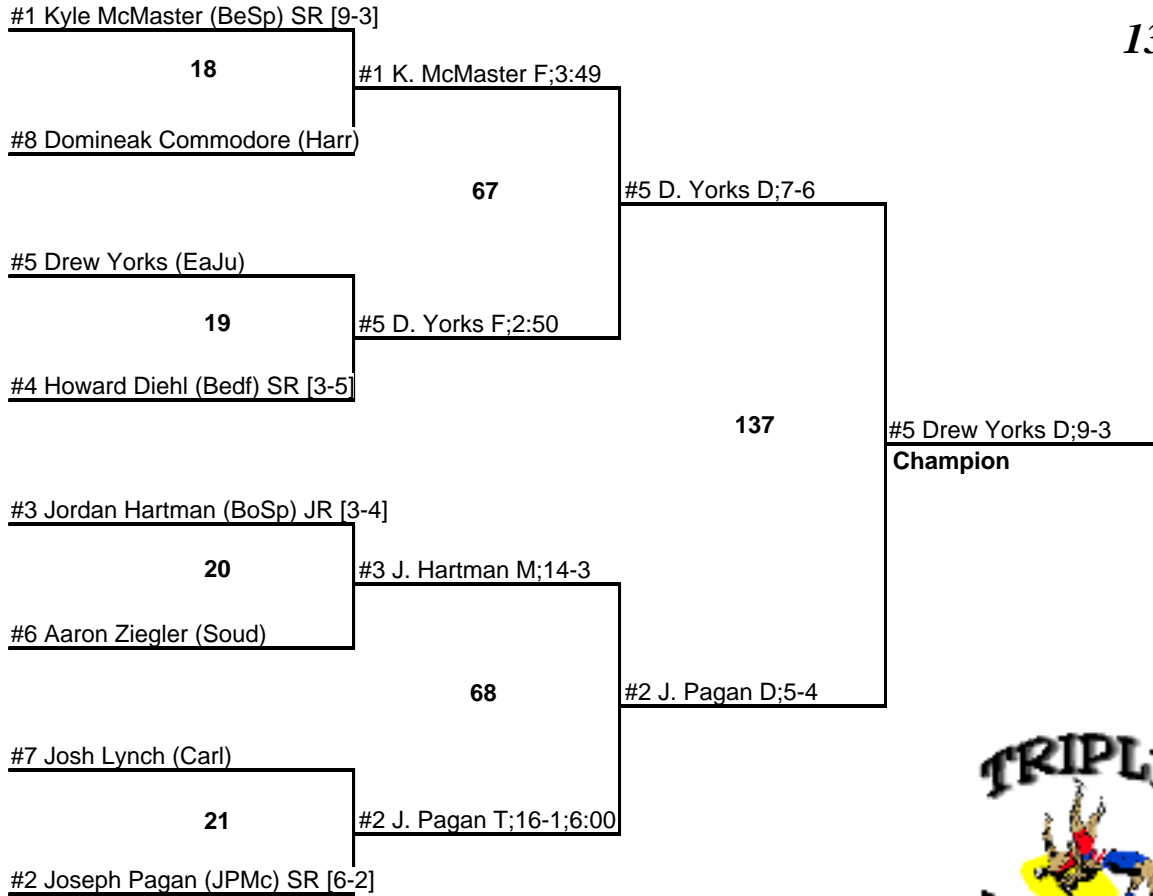 #1 Kyle McMaster (BeSp) SR [9-3]
18
#1 K. McMaster F;3:49
#8 Domineak Commodore (Harr)
67
#5 D. Yorks D;7-6
#5 Drew Yorks (EaJu)
19
#5 D. Yorks F;2:50
#4 Howard Diehl (Bedf) SR [3-5]
137
#5 Drew Yorks D;9-3
Champion
#3 Jordan Hartman (BoSp) JR [3-4]
20
#3 J. Hartman M;14-3
#6 Aaron Ziegler (Soud)
68
#2 J. Pagan D;5-4
#7 Josh Lynch (Carl)
21
#2 J. Pagan T;16-1;6:00
#2 Joseph Pagan (JPMc) SR [6-2]
13
TRIPL